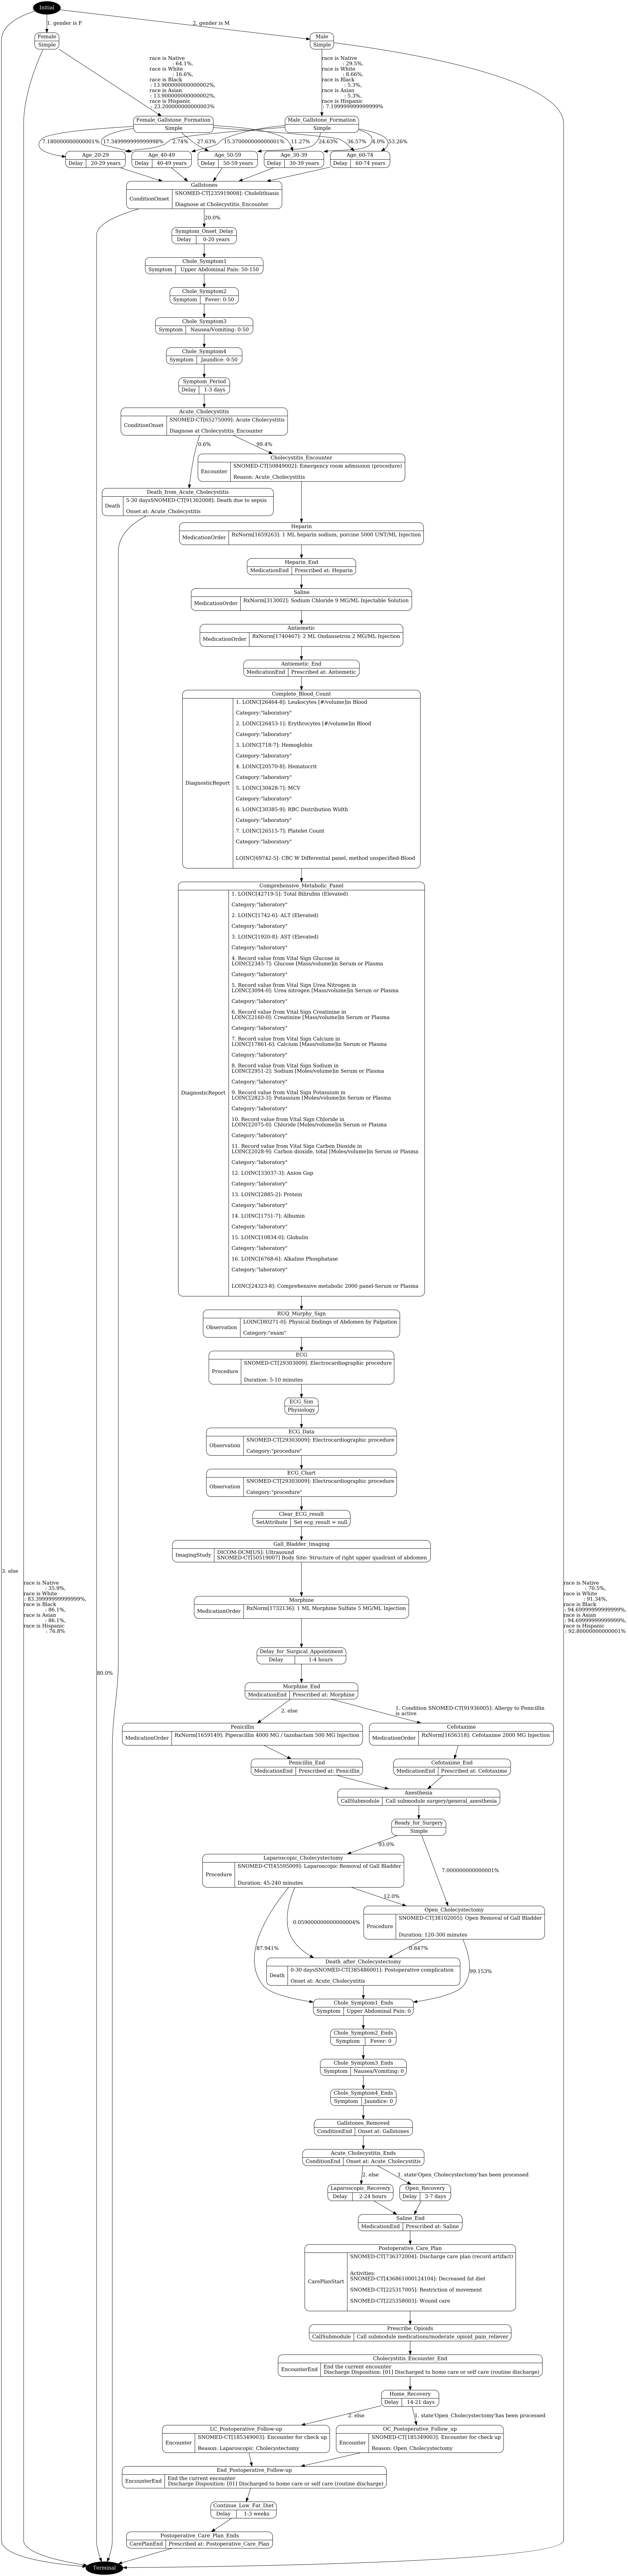 Initial
1. gender is F
2. gender is M
Female
Simple
Male
Simple
race is Native
: 64.1%,
race is White
: 16.6%,
race is Black
: 13.900000000000002%,
race is Asian
: 13.900000000000002%,
race is Hispanic
: 23.200000000000003%
race is Native
: 29.5%,
race is White
: 8.66%,
race is Black
: 5.3%,
race is Asian
: 5.3%,
race is Hispanic
: 7.199999999999999%
Female_Gallstone_Formation
Simple
Male_Gallstone_Formation
Simple
7.180000000000001%
17.349999999999998%
2.74%
27.63%
15.370000000000001%
11.27%
24.63%
36.57%
4.0%
53.26%
Age_20-29
Delay 20-29 years
Age_40-49
Delay 40-49 years
Age_50-59
Delay 50-59 years
Age_30-39
Delay 30-39 years
Age_60-74
Delay 60-74 years
Gallstones
ConditionOnset
SNOMED-CT[235919008]: Cholelithiasis
Diagnose at Cholecystitis_Encounter
20.0%
Symptom_Onset_Delay
Delay 0-20 years
Chole_Symptom1
Symptom Upper Abdominal Pain: 50-150
Chole_Symptom2
Symptom Fever: 0-50
Chole_Symptom3
Symptom Nausea/Vomiting: 0-50
Chole_Symptom4
Symptom Jaundice: 0-50
Symptom_Period
Delay 1-3 days
Acute_Cholecystitis
ConditionOnset
SNOMED-CT[65275009]: Acute Cholecystitis
Diagnose at Cholecystitis_Encounter
0.6%
99.4%
Cholecystitis_Encounter
Encounter
SNOMED-CT[50849002]: Emergency room admission (procedure)
Reason: Acute_Cholecystitis
Death_from_Acute_Cholecystitis
Death
5-30 daysSNOMED-CT[91302008]: Death due to sepsis
Onset at: Acute_Cholecystitis
Heparin
MedicationOrder
RxNorm[1659263]: 1 ML heparin sodium, porcine 5000 UNT/ML Injection
Heparin_End
MedicationEnd Prescribed at: Heparin
Saline
MedicationOrder
RxNorm[313002]: Sodium Chloride 9 MG/ML Injectable Solution
Antiemetic
MedicationOrder
RxNorm[1740467]: 2 ML Ondansetron 2 MG/ML Injection
Antiemetic_End
MedicationEnd Prescribed at: Antiemetic
Complete_Blood_Count
DiagnosticReport
1. LOINC[26464-8]: Leukocytes [#/volume]in Blood
Category:"laboratory"
2. LOINC[26453-1]: Erythrocytes [#/volume]in Blood
Category:"laboratory"
3. LOINC[718-7]: Hemoglobin
Category:"laboratory"
4. LOINC[20570-8]: Hematocrit
Category:"laboratory"
5. LOINC[30428-7]: MCV
Category:"laboratory"
6. LOINC[30385-9]: RBC Distribution Width
Category:"laboratory"
7. LOINC[26515-7]: Platelet Count
Category:"laboratory"
LOINC[69742-5]: CBC W Differential panel, method unspecified-Blood
Comprehensive_Metabolic_Panel
DiagnosticReport
1. LOINC[42719-5]: Total Bilirubin (Elevated)
Category:"laboratory"
2. LOINC[1742-6]: ALT (Elevated)
Category:"laboratory"
3. LOINC[1920-8]: AST (Elevated)
Category:"laboratory"
4. Record value from Vital Sign Glucose in
LOINC[2345-7]: Glucose [Mass/volume]in Serum or Plasma
Category:"laboratory"
5. Record value from Vital Sign Urea Nitrogen in
LOINC[3094-0]: Urea nitrogen [Mass/volume]in Serum or Plasma
Category:"laboratory"
6. Record value from Vital Sign Creatinine in
LOINC[2160-0]: Creatinine [Mass/volume]in Serum or Plasma
Category:"laboratory"
7. Record value from Vital Sign Calcium in
LOINC[17861-6]: Calcium [Mass/volume]in Serum or Plasma
Category:"laboratory"
8. Record value from Vital Sign Sodium in
LOINC[2951-2]: Sodium [Moles/volume]in Serum or Plasma
Category:"laboratory"
9. Record value from Vital Sign Potassium in
LOINC[2823-3]: Potassium [Moles/volume]in Serum or Plasma
Category:"laboratory"
10. Record value from Vital Sign Chloride in
LOINC[2075-0]: Chloride [Moles/volume]in Serum or Plasma
Category:"laboratory"
11. Record value from Vital Sign Carbon Dioxide in
LOINC[2028-9]: Carbon dioxide, total [Moles/volume]in Serum or Plasma
Category:"laboratory"
12. LOINC[33037-3]: Anion Gap
Category:"laboratory"
13. LOINC[2885-2]: Protein
Category:"laboratory"
14. LOINC[1751-7]: Albumin
Category:"laboratory"
15. LOINC[10834-0]: Globulin
Category:"laboratory"
16. LOINC[6768-6]: Alkaline Phosphatase
Category:"laboratory"
LOINC[24323-8]: Comprehensive metabolic 2000 panel-Serum or Plasma
RUQ_Murphy_Sign
Observation
LOINC[80271-0]: Physical findings of Abdomen by Palpation
Category:"exam"
ECG
Procedure
SNOMED-CT[29303009]: Electrocardiographic procedure
Duration: 5-10 minutes
ECG_Sim
Physiology
ECG_Data
Observation
SNOMED-CT[29303009]: Electrocardiographic procedure
Category:"procedure"
ECG_Chart
Observation
SNOMED-CT[29303009]: Electrocardiographic procedure
Category:"procedure"
Clear_ECG_result
SetAttribute Set ecg_result = null
Gall_Bladder_Imaging
ImagingStudy
DICOM-DCM[US]: Ultrasound
SNOMED-CT[50519007] Body Site: Structure of right upper quadrant of abdomen
3. else
race is Native
: 35.9%,
race is White
: 83.39999999999999%,
race is Black
: 86.1%,
race is Asian
: 86.1%,
race is Hispanic
: 76.8%
race is Native
: 70.5%,
race is White
: 91.34%,
race is Black
: 94.69999999999999%,
race is Asian
: 94.69999999999999%,
race is Hispanic
: 92.80000000000001%
Morphine
MedicationOrder
RxNorm[1732136]: 1 ML Morphine Sulfate 5 MG/ML Injection
80.0%
Delay_for_Surgical_Appointment
Delay 1-4 hours
Morphine_End
MedicationEnd Prescribed at: Morphine
2. else
1. Condition SNOMED-CT[91936005]: Allergy to Penicillin
is active
Penicillin
MedicationOrder
RxNorm[1659149]: Piperacillin 4000 MG / tazobactam 500 MG Injection
Cefotaxime
MedicationOrder
RxNorm[1656318]: Cefotaxime 2000 MG Injection
Penicillin_End
MedicationEnd Prescribed at: Penicillin
Cefotaxime_End
MedicationEnd Prescribed at: Cefotaxime
Anesthesia
CallSubmodule Call submodule surgery/general_anesthesia
Ready_for_Surgery
Simple
93.0%
7.000000000000001%
Laparoscopic_Cholecystectomy
Procedure
SNOMED-CT[45595009]: Laparoscopic Removal of Gall Bladder
Duration: 45-240 minutes
12.0%
Open_Cholecystectomy
Procedure
SNOMED-CT[38102005]: Open Removal of Gall Bladder
Duration: 120-300 minutes
0.059000000000000004%
87.941%
0.847%
99.153%
Death_after_Cholecystectomy
Death
0-30 daysSNOMED-CT[385486001]: Postoperative complication
Onset at: Acute_Cholecystitis
Chole_Symptom1_Ends
Symptom Upper Abdominal Pain: 0
Chole_Symptom2_Ends
Symptom Fever: 0
Chole_Symptom3_Ends
Symptom Nausea/Vomiting: 0
Chole_Symptom4_Ends
Symptom Jaundice: 0
Gallstones_Removed
ConditionEnd Onset at: Gallstones
Acute_Cholecystitis_Ends
ConditionEnd Onset at: Acute_Cholecystitis
2. else
1. state'Open_Cholecystectomy'has been processed
Laparoscopic_Recovery
Delay 2-24 hours
Open_Recovery
Delay 3-7 days
Saline_End
MedicationEnd Prescribed at: Saline
Postoperative_Care_Plan
CarePlanStart
SNOMED-CT[736372004]: Discharge care plan (record artifact)
Activities:
SNOMED-CT[436861000124104]: Decreased fat diet
SNOMED-CT[225317005]: Restriction of movement
SNOMED-CT[225358003]: Wound care
Prescribe_Opioids
CallSubmodule Call submodule medications/moderate_opioid_pain_reliever
Cholecystitis_Encounter_End
EncounterEnd
End the current encounter
Discharge Disposition: [01] Discharged to home care or self care (routine discharge)
Home_Recovery
Delay 14-21 days
2. else
1. state'Open_Cholecystectomy'has been processed
LC_Postoperative_Follow-up
Encounter
SNOMED-CT[185349003]: Encounter for check up
Reason: Laparoscopic_Cholecystectomy
OC_Postoperative_Follow_up
Encounter
SNOMED-CT[185349003]: Encounter for check up
Reason: Open_Cholecystectomy
End_Postoperative_Follow-up
EncounterEnd
End the current encounter
Discharge Disposition: [01] Discharged to home care or self care (routine discharge)
Continue_Low_Fat_Diet
Delay 1-3 weeks
Postoperative_Care_Plan_Ends
CarePlanEnd Prescribed at: Postoperative_Care_Plan
Terminal